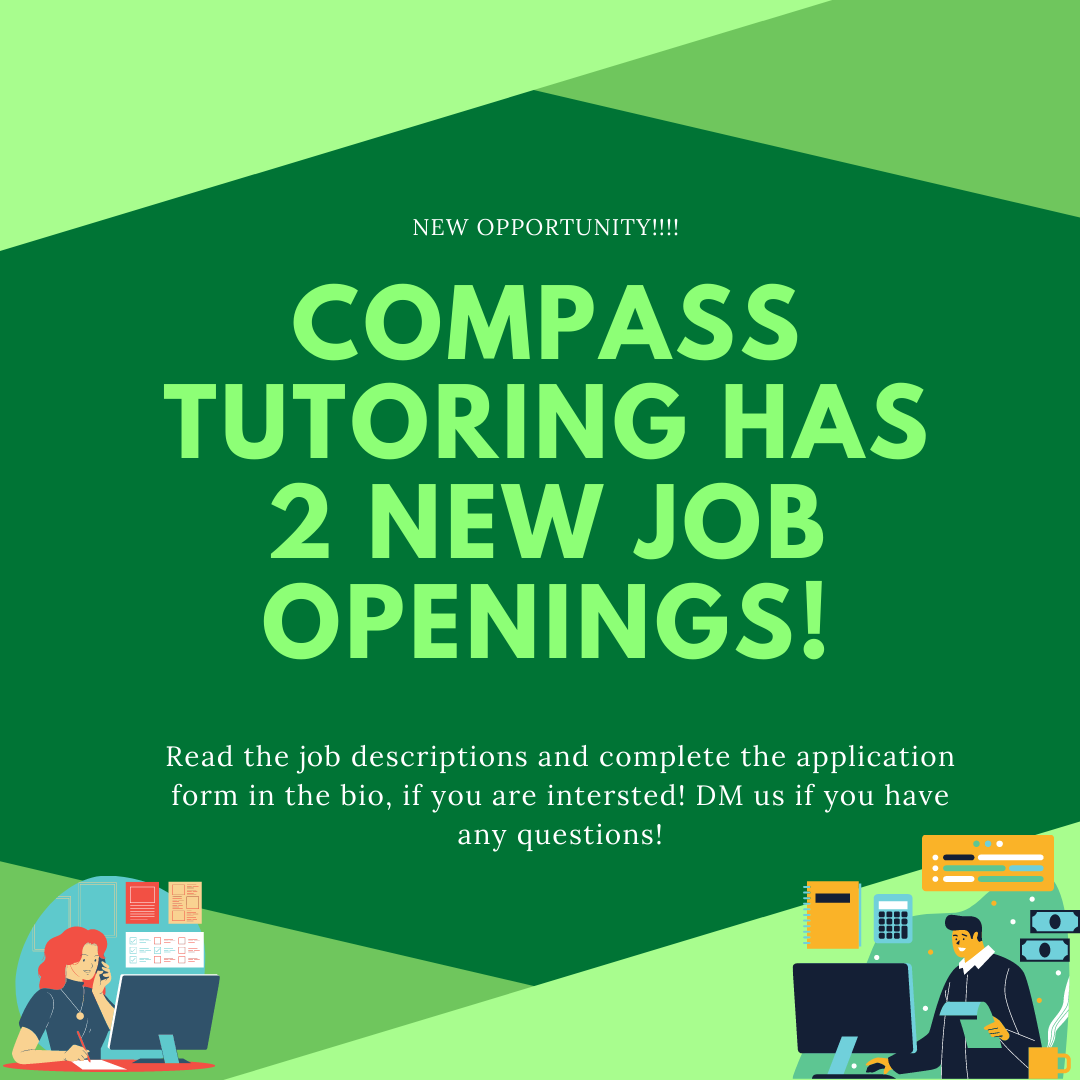 NEW OPPORTUNITY!!!!
COMPASS
TUTORING HAS
2 NEW JOB
OPENINGS!
Read the job descriptions and complete the application
form in the bio, if you are intersted! DM us if you have
any questions!